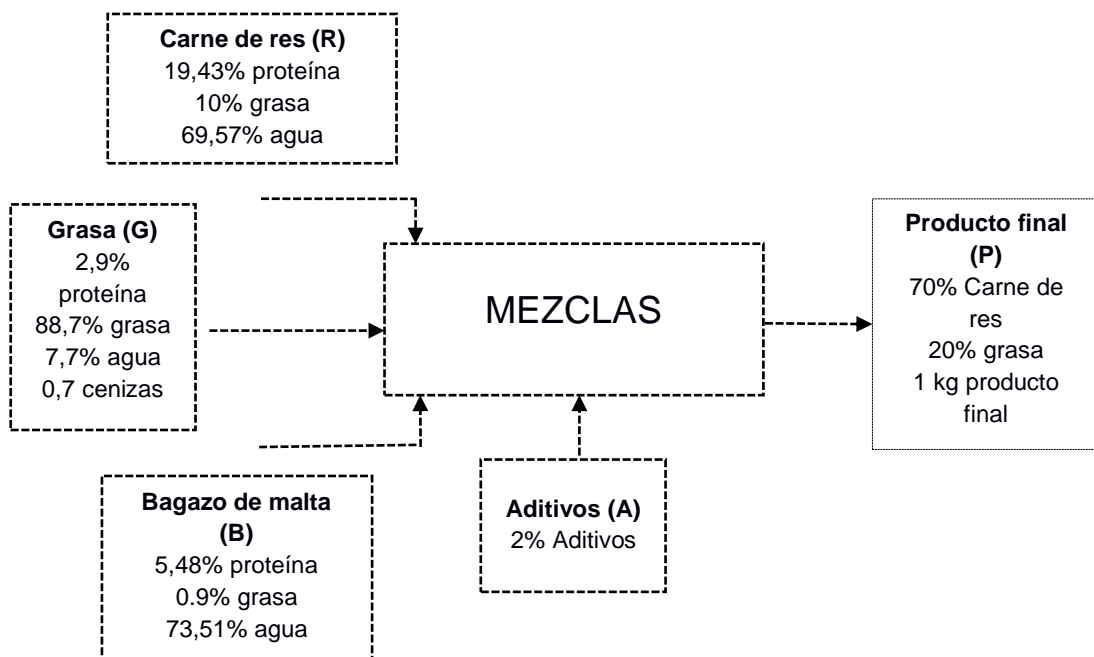 Carne de res (R)
19,43% proteína
10% grasa
69,57% agua
Grasa (G)
2,9%
proteína
88,7% grasa
7,7% agua
0,7 cenizas
MEZCLAS
Producto final
(P)
70% Carne de
res
20% grasa
1 kg producto
final
Bagazo de malta
(B)
5,48% proteína
0.9% grasa
73,51% agua
Aditivos (A)
2% Aditivos